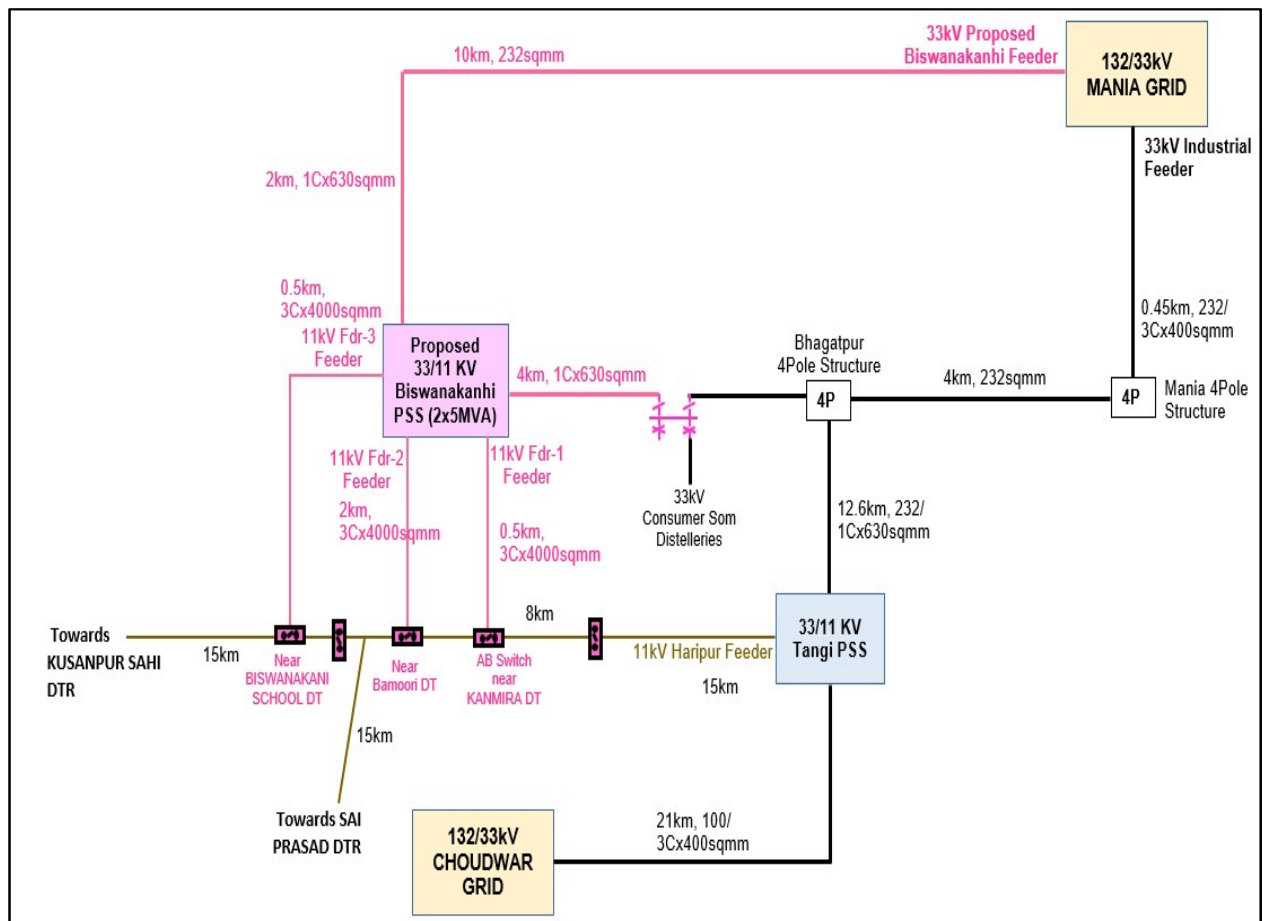 33kV Proposed
Biswanakanhi Feeder
10km, 232sqmm
132/33kV
MANIA GRID
33kV Industrial
Feeder
2km, 1Cx630sqmm
0.5km,
3Cx4000sqmm
11kV Fdr-3
Feeder
Proposed
33/11 KV
Biswanakanhi
PSS (2x5MVA)
4km, 1Cx630sqmm
Bhagatpur
4Pole Structure
4P
4km, 232sqmm
0.45km, 232/
3Cx400sqmm
4P
Mania 4Pole
Structure
11kV Fdr-2
Feeder
2km,
3Cx4000sqmm
11kV Fdr-1
Feeder
0.5km,
3Cx4000sqmm
33kV
Consumer Som
Distelleries
12.6km, 232/
1Cx630sqmm
Towards
KUSANPUR SAHI
DTR
15km
Near
BISWANAKANI
SCHOOL DT
Near
Bamoori DT
AB Switch
near
KANMIRA DT
8km
11kV Haripur Feeder
15km
33/11 KV
Tangi PSS
15km
Towards SAI
PRASAD DTR
132/33kV
CHOUDWAR
GRID
21km, 100/
3Cx400sqmm